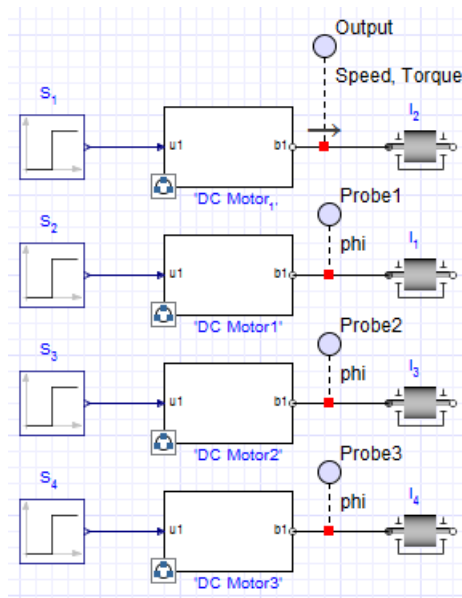 Output
Speed, Torque
S1
I2
u1
b1
'DC Motor1'
Probe1
S2
phi
I1
u1
b1
'DC Motor1'
Probe2
S3
phi
I3
u1
b1
'DC Motor2'
Probe3
S4
phi
I4
u1
b1
'DC Motor3'